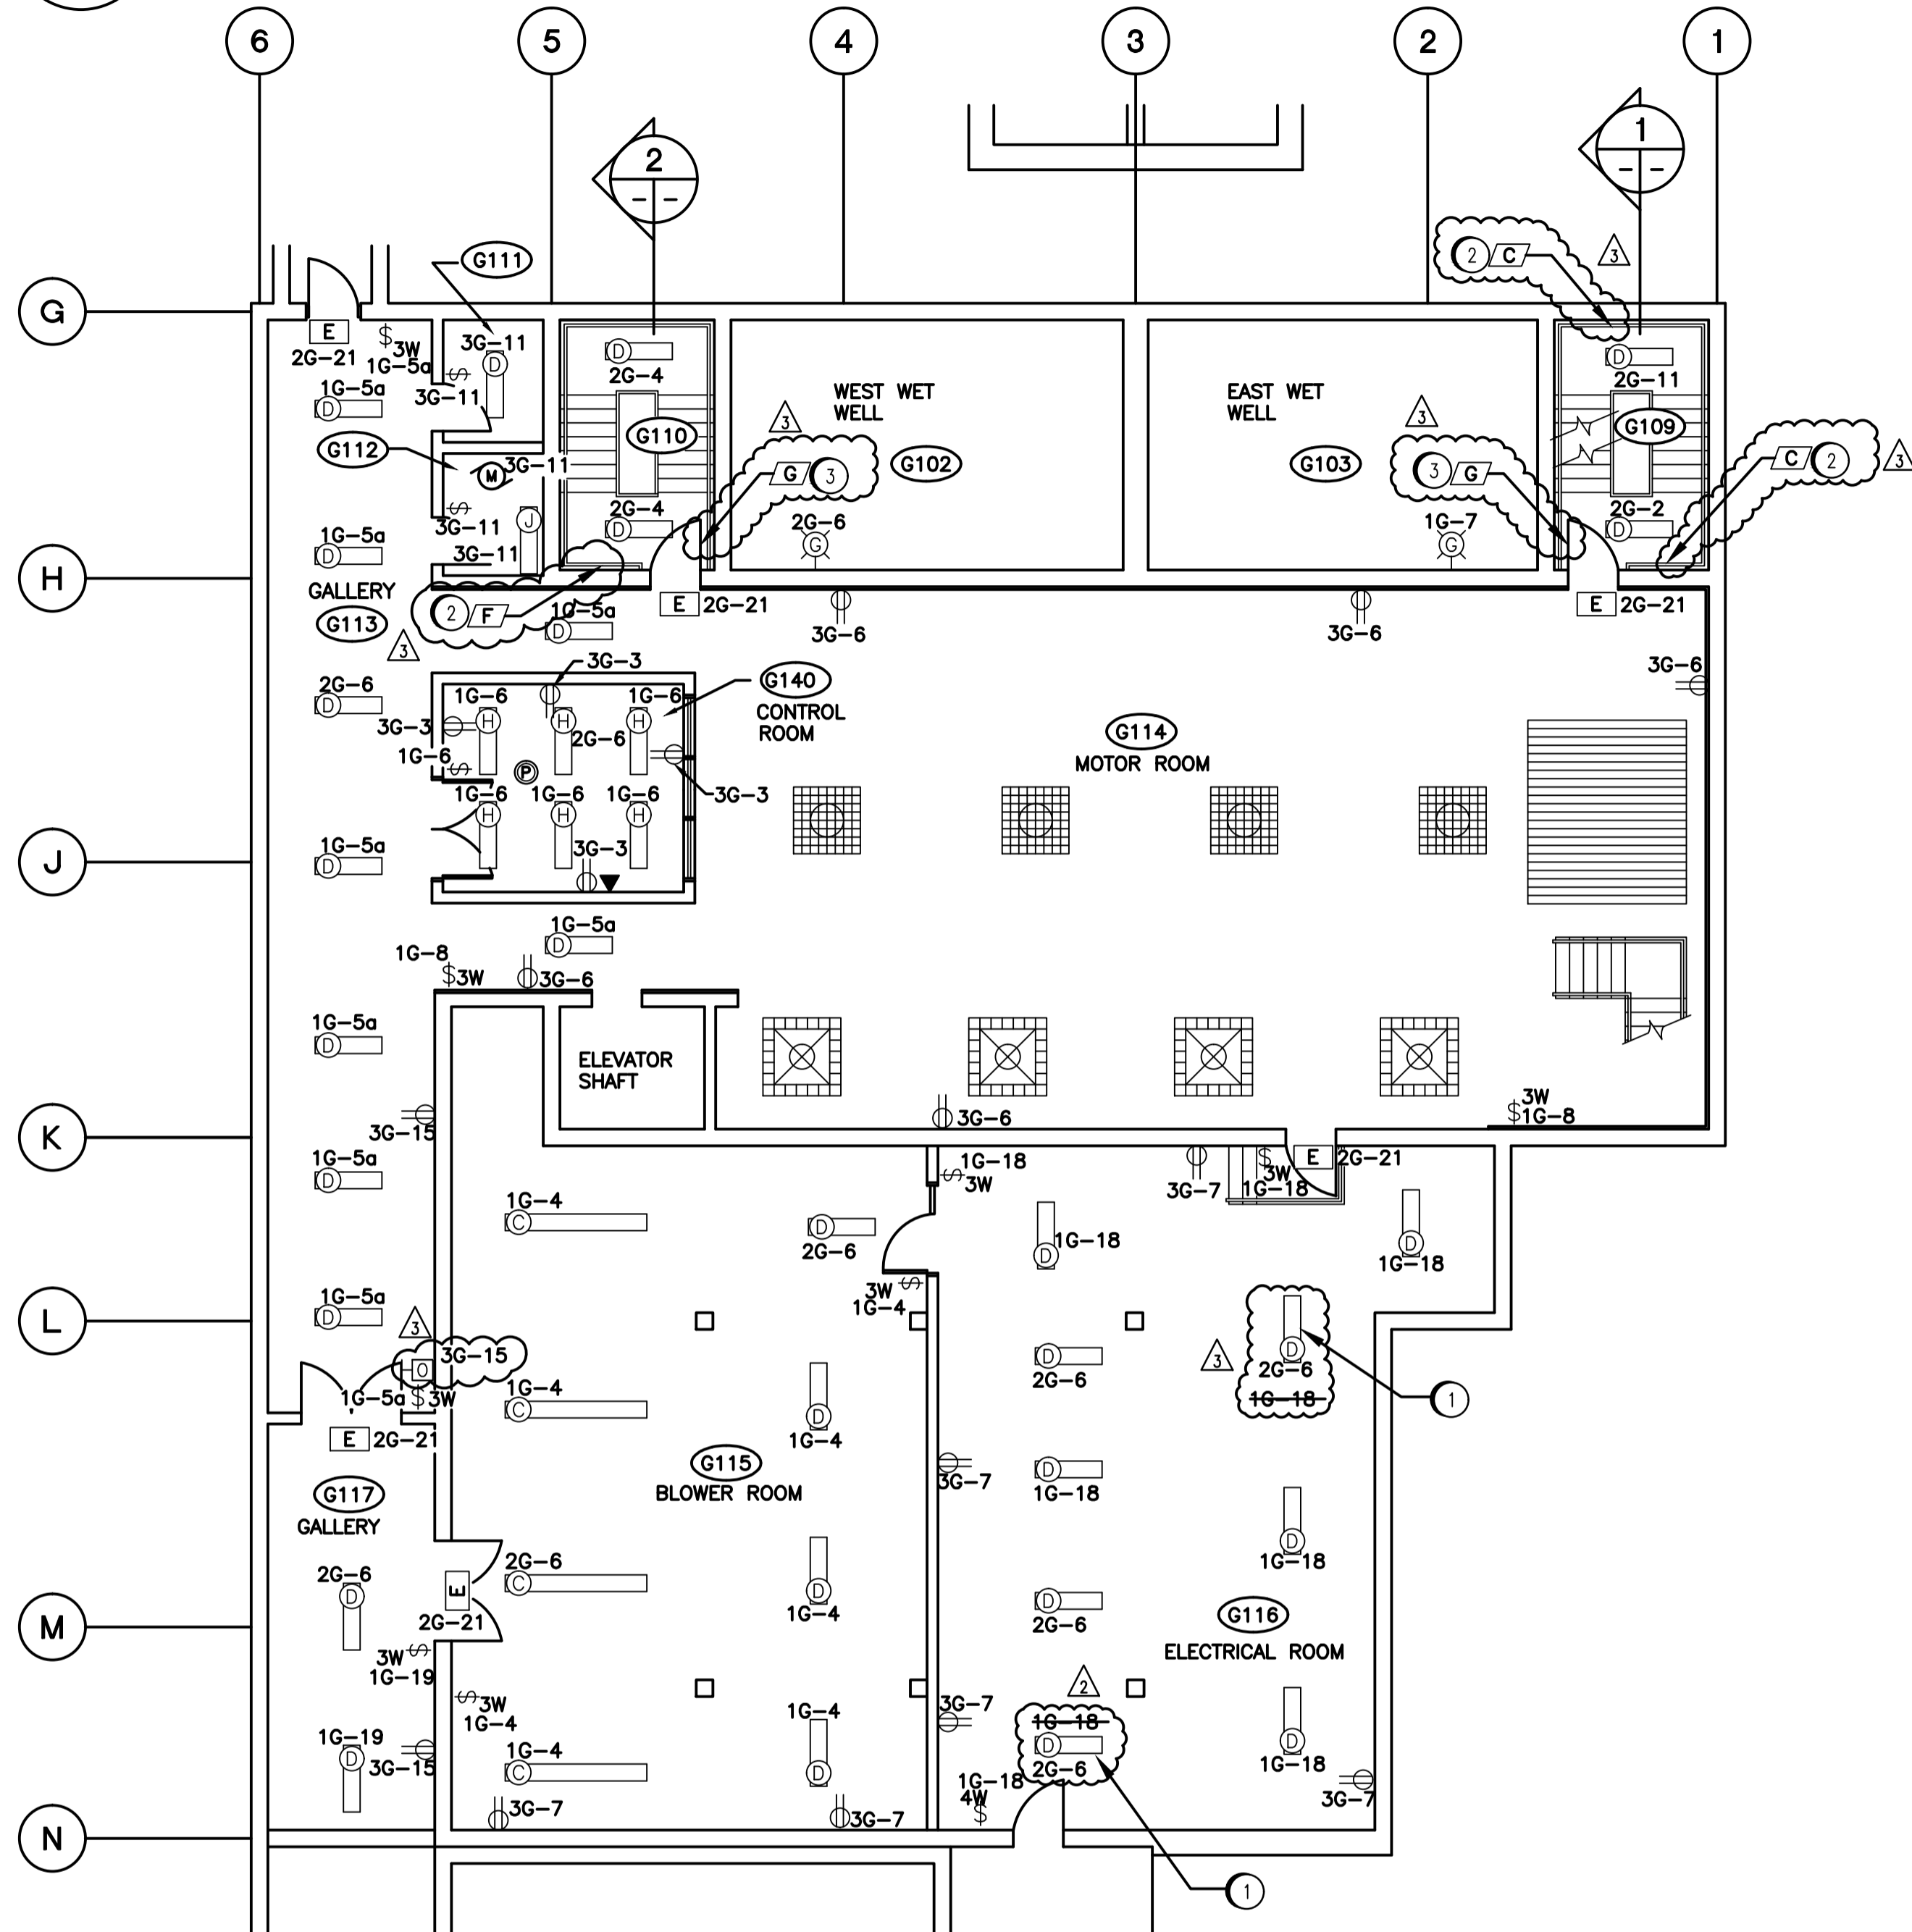 6 5 4 3 2 1
2
- -
1
- -
G
H
J
K
L
M
N
G111
2 C
3
E
2G-21
$ 3W
1G-5a
3G-11
D
3G-11
1G-5a
D
D
2G-4
G110
2G-4
D
WEST WET
WELL
3
G 3
G102
2G-6
G
EAST WET
WELL
3
3 G
G103
1G-7
G
D
2G-11
G109
2G-2
D
C 2
3
G112
M
3G-11
3G-11
3G-11
J
1G-5a
D
GALLERY
G113
3
2 F
1G-5a
D
E 2G-21
3G-6
3G-6
E 2G-21
3G-6
2G-6
D
3G-3
1G-6
3G-3
1G-6 1G-6
H H H
2G-6
P
3G-3
1G-6 1G-6 1G-6
H H H
3G-3
G140
CONTROL
ROOM
G114
MOTOR ROOM
1G-5a
D
1G-5a
D
1G-8
$ 3W
3G-6
1G-5a
D
ELEVATOR
SHAFT
3G-15
3G-6
3W
$ 1G-8
1G-5a
D
1G-18
$ 3W
3G-7
$
3W
1G-18
E 2G-21
1G-4
C
D
2G-6
1G-18
D
D
1G-18
$
3W
1G-4
1G-5a
D
3
O
3G-15
1G-5a $ 3W
E 2G-21
1G-4
C
D
1G-4
D
2G-6
3
D
2G-6
1G-18
1
G117
GALLERY
G115
BLOWER ROOM
3G-7
D
1G-18
D
1G-18
2G-6
D
E
2G-21
2G-6
C
D
1G-4
D
2G-6
G116
ELECTRICAL ROOM
3W $
1G-19
$ 3W
1G-4
1G-19
D
3G-15
1G-4
C
3G-7
1G-4
D
3G-7
3G-7
2
1G-18
D
2G-6
1G-18
4W
$
D
1G-18
3G-7
1